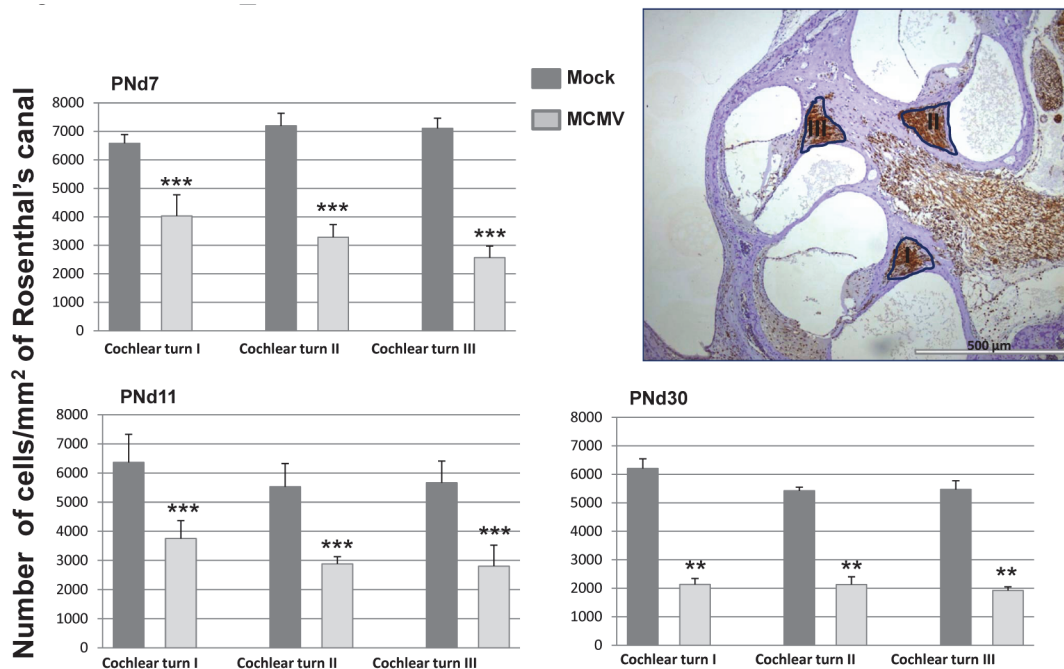 Number of cells/mm² of Rosenthal's canal
PNd7
8000
7000
6000
5000
4000
3000
2000
1000
0
***
***
***
Cochlear turn I
Cochlear turn II
Cochlear turn III
Mock
MCMV
III
II
I
500 µm
PNd11
8000
7000
6000
5000
4000
3000
2000
1000
0
***
***
***
Cochlear turn I
Cochlear turn II
Cochlear turn III
PNd30
8000
7000
6000
5000
4000
3000
2000
1000
0
**
**
**
Cochlear turn I
Cochlear turn II
Cochlear turn III